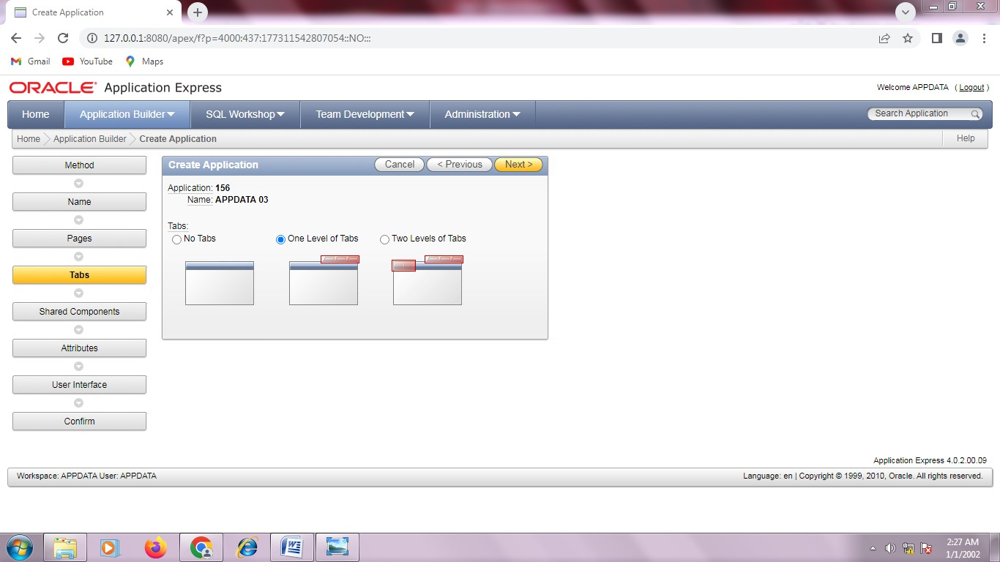 Create Application
127.0.0.1:8080/apex/f?p=4000:437:177311542807054::NO:::
Gmail YouTube Maps
ORACLE Application Express
Welcome APPDATA ( Logout )
Home Application Builder SQL Workshop Team Development Administration Search Application
Home Application Builder Create Application Help
Method
Name
Pages
Tabs
Shared Components
Attributes
User Interface
Confirm
Create Application Cancel < Previous Next >
Application: 156
Name: APPDATA 03
Tabs:
No Tabs One Level of Tabs Two Levels of Tabs
Application Express 4.0.2.00.09
Workspace: APPDATA User: APPDATA Language: en | Copyright © 1999, 2010, Oracle. All rights reserved.
2:27 AM
1/1/2002